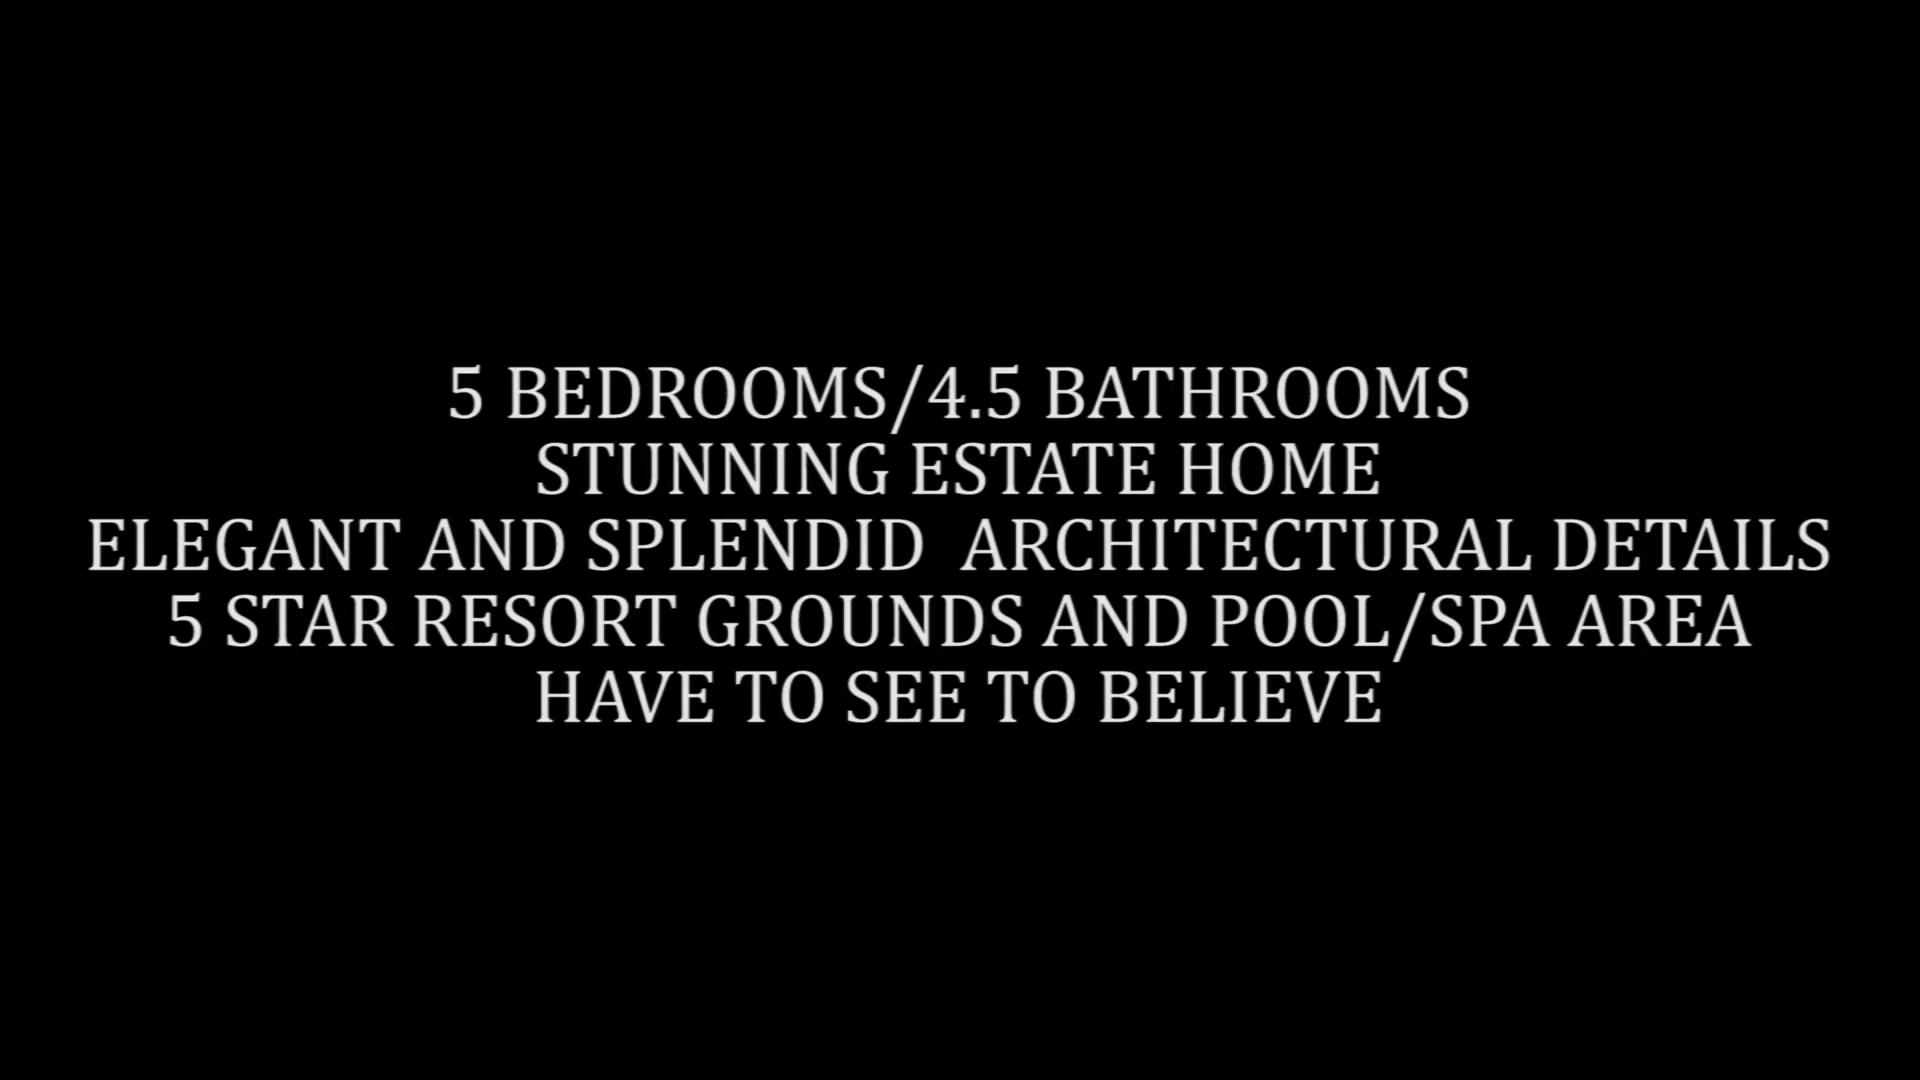 5 BEDROOMS/4.5 BATHROOMS
STUNNING ESTATE HOME
ELEGANT AND SPLENDID  ARCHITECTURAL DETAILS
5 STAR RESORT GROUNDS AND POOL/SPA AREA
HAVE TO SEE TO BELIEVE